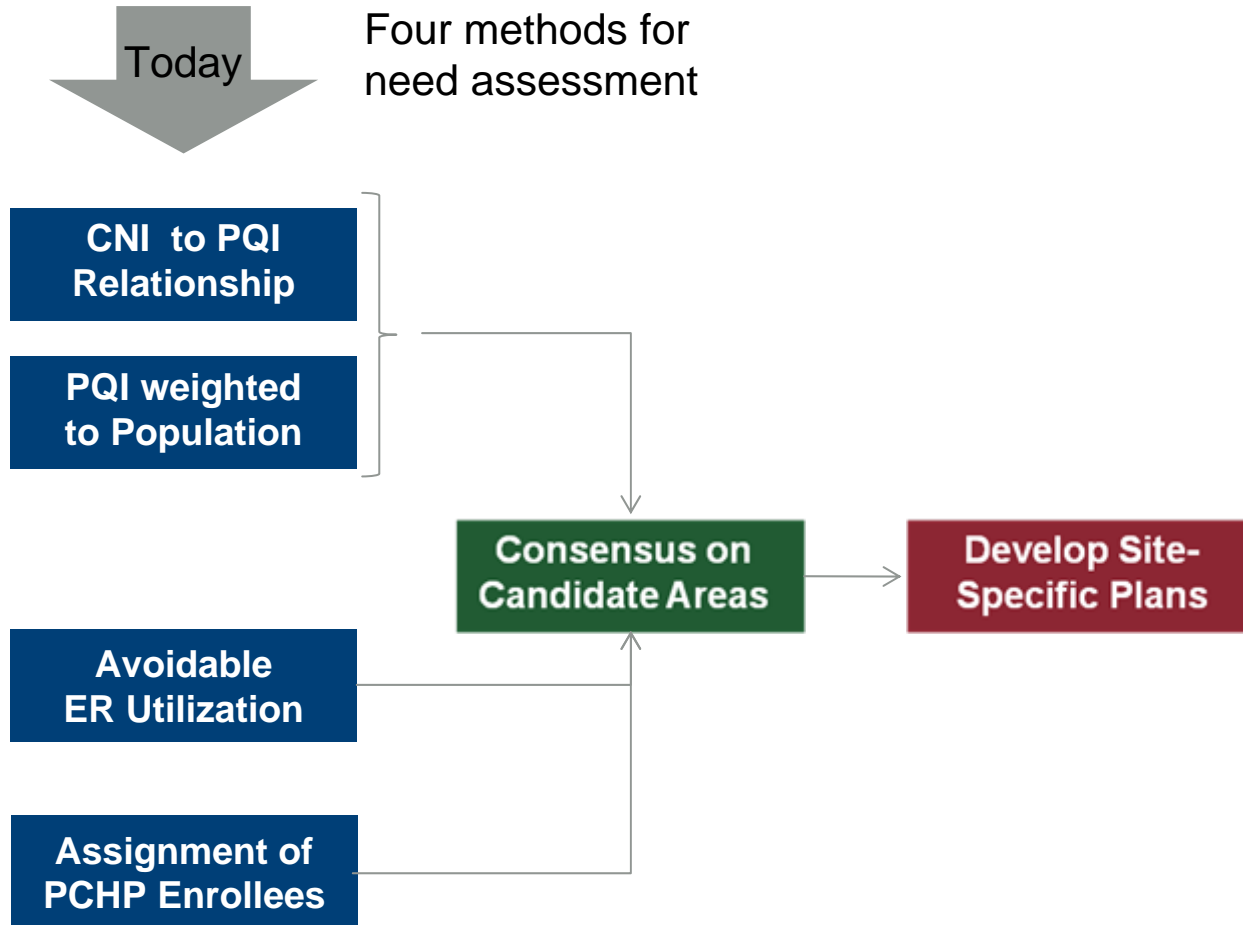 Today
Four methods for
need assessment
CNI to PQI
Relationship
PQI weighted
to Population
Consensus on
Candidate Areas
Develop Site-
Specific Plans
Avoidable
ER Utilization
Assignment of
PCHP Enrollees